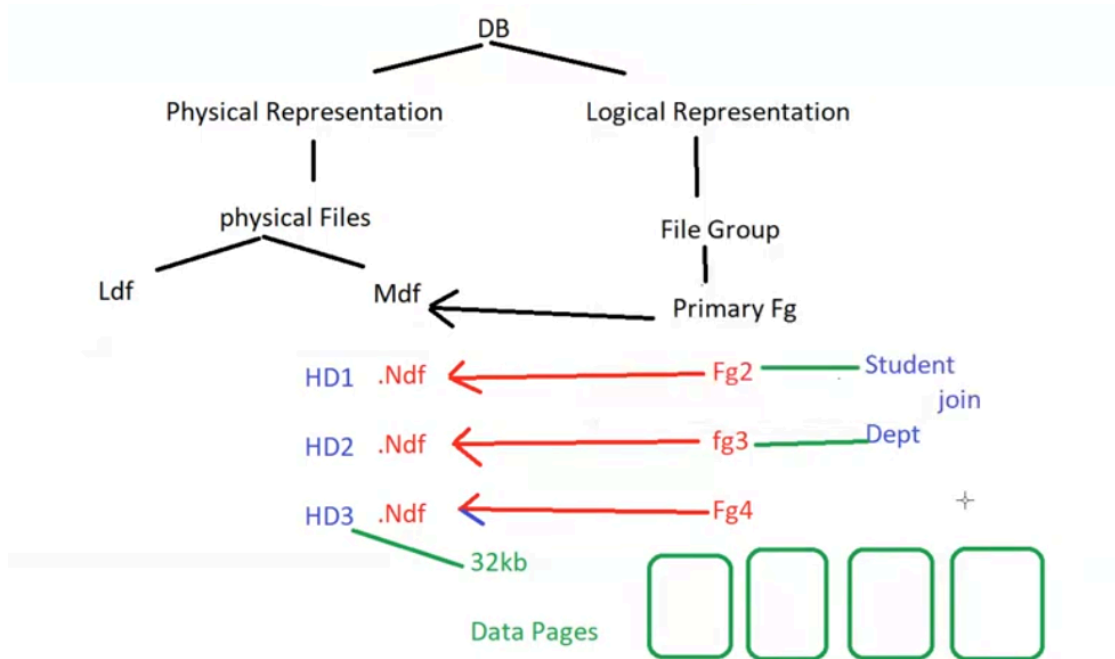 DB
Physical Representation
Logical Representation
physical Files
File Group
Ldf
Mdf
Primary Fg
HD1 .Ndf
Fg2
Student
join
HD2 .Ndf
fg3
Dept
HD3 .Ndf
Fg4
32kb
Data Pages